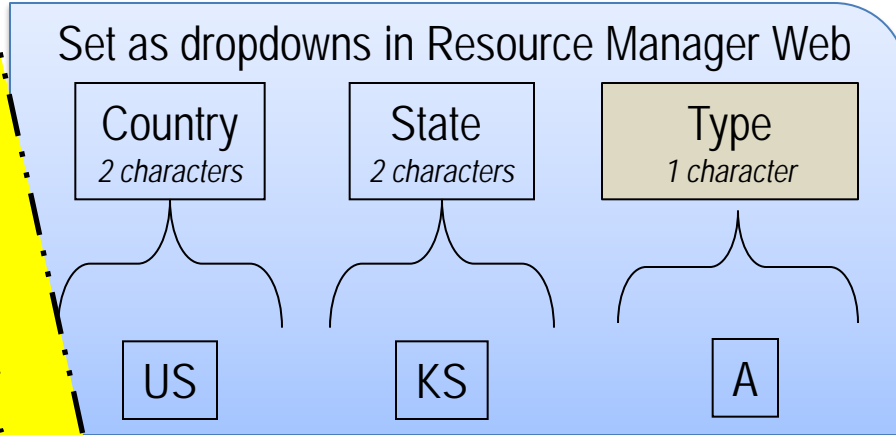 Set as dropdowns in Resource Manager Web
Country State Type
2 characters 2 characters 1 character
US KS A